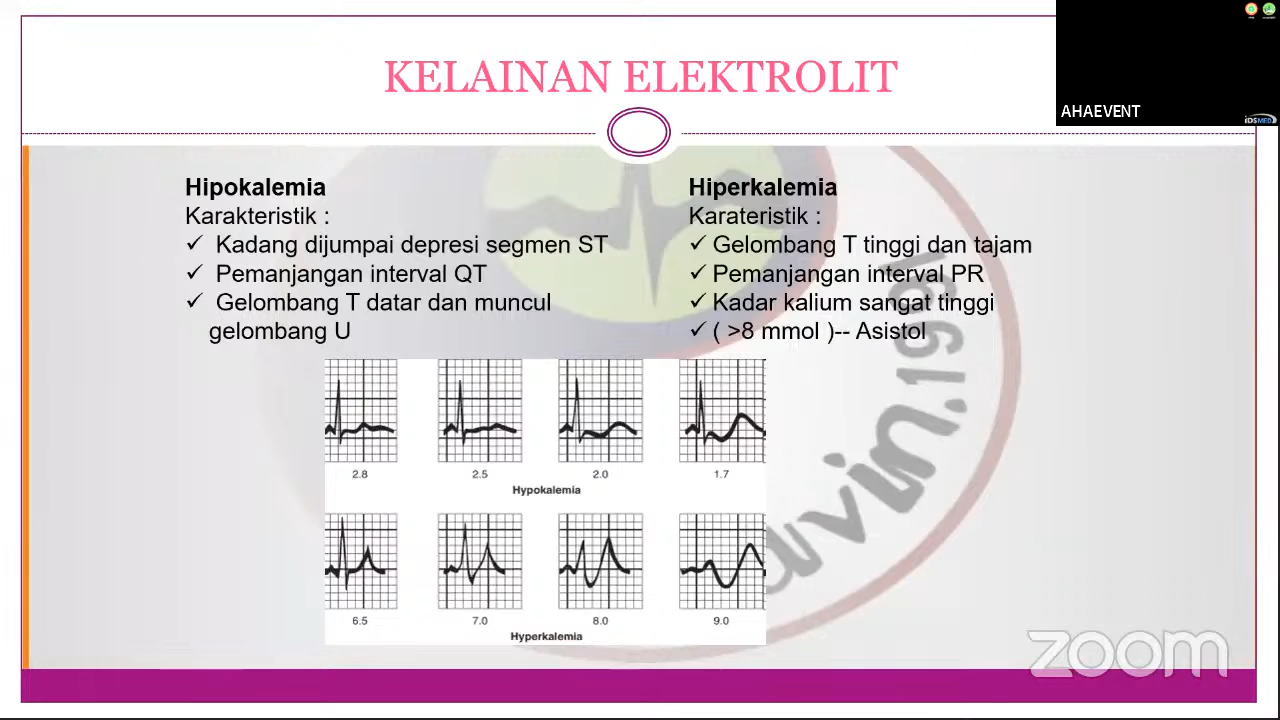 KELAINAN ELEKTROLIT
AHAEVENT
iDSMED
Hipokalemia
Karakteristik :
✓ Kadang dijumpai depresi segmen ST
✓ Pemanjangan interval QT
✓ Gelombang T datar dan muncul
gelombang U
Hiperkalemia
Karateristik :
✓ Gelombang T tinggi dan tajam
✓ Pemanjangan interval PR
✓ Kadar kalium sangat tinggi
✓ ( >8 mmol )-- Asistol
2.8 2.5 2.0 1.7
Hypokalemia
6.5 7.0 8.0 9.0
Hyperkalemia
zoom